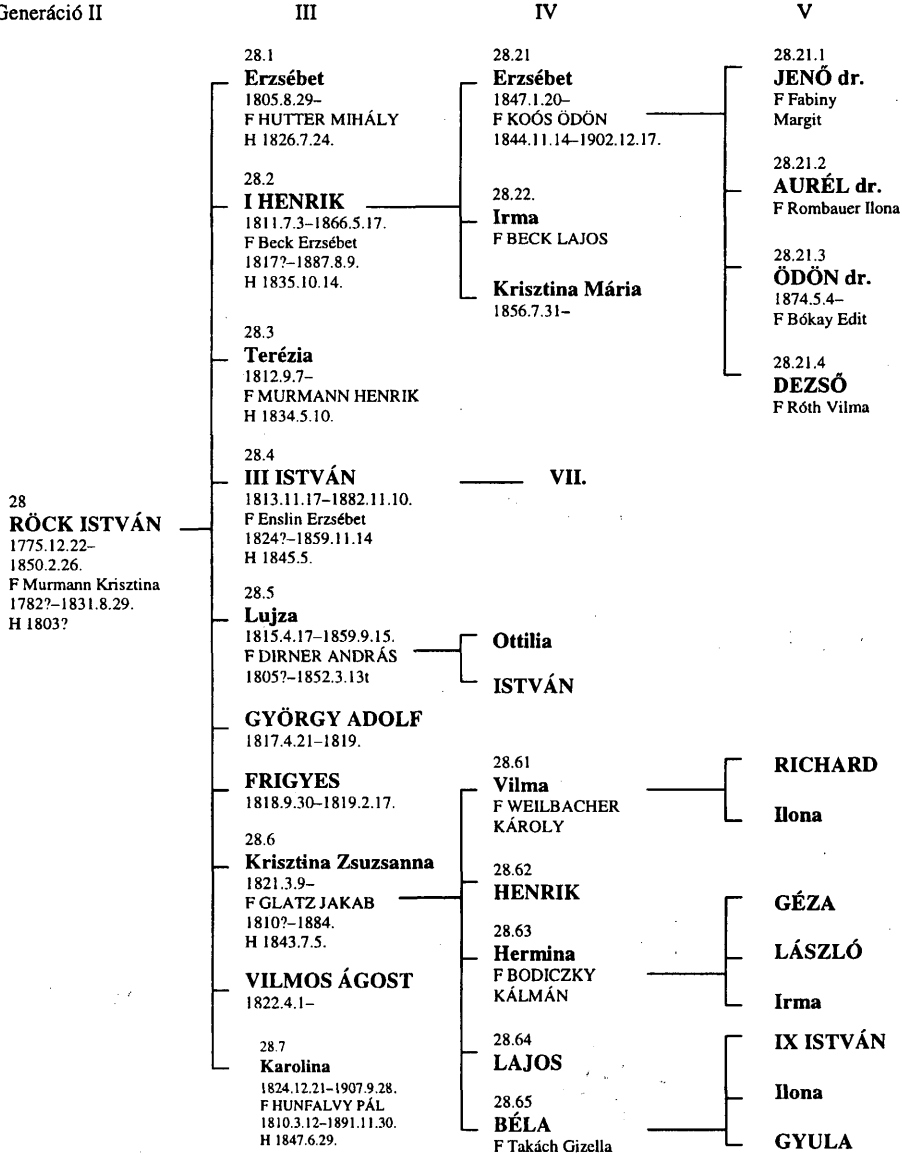 Generáció II III IV V
28
RÖCK ISTVÁN
1775.12.22–
1850.2.26.
F Murmann Krisztina
1782?–1831.8.29.
H 1803?
28.1
Erzsébet
1805.8.29–
F HUTTER MIHÁLY
H 1826.7.24.
28.2
I HENRIK
1811.7.3–1866.5.17.
F Beck Erzsébet
1817?–1887.8.9.
H 1835.10.14.
28.3
Terézia
1812.9.7–
F MURMANN HENRIK
H 1834.5.10.
28.4
III ISTVÁN
1813.11.17–1882.11.10.
F Enslin Erzsébet
1824?–1859.11.14
H 1845.5.
28.5
Lujza
1815.4.17–1859.9.15.
F DIRNER ANDRÁS
1805?–1852.3.13t
GYÖRGY ADOLF
1817.4.21–1819.
FRIGYES
1818.9.30–1819.2.17.
28.6
Krisztina Zsuzsanna
1821.3.9–
F GLATZ JAKAB
1810?–1884.
H 1843.7.5.
VILMOS ÁGOST
1822.4.1–
28.7
Karolina
1824.12.21–1907.9.28.
F HUNFALVY PÁL
1810.3.12–1891.11.30.
H 1847.6.29.
28.21
Erzsébet
1847.1.20–
F KOÓS ÖDÖN
1844.11.14–1902.12.17.
28.22.
Irma
F BECK LAJOS
Krisztina Mária
1856.7.31–
VII.
Ottilia
ISTVÁN
28.61
Vilma
F WEILBACHER
KÁROLY
28.62
HENRIK
28.63
Hermina
F BODICZKY
KÁLMÁN
28.64
LAJOS
28.65
BÉLA
F Takách Gizella
28.21.1
JENŐ dr.
F Fabiny
Margit
28.21.2
AURÉL dr.
F Rombauer Ilona
28.21.3
ÖDÖN dr.
1874.5.4–
F Bókay Edit
28.21.4
DEZSŐ
F Róth Vilma
RICHARD
Ilona
GÉZA
LÁSZLÓ
Irma
IX ISTVÁN
Ilona
GYULA